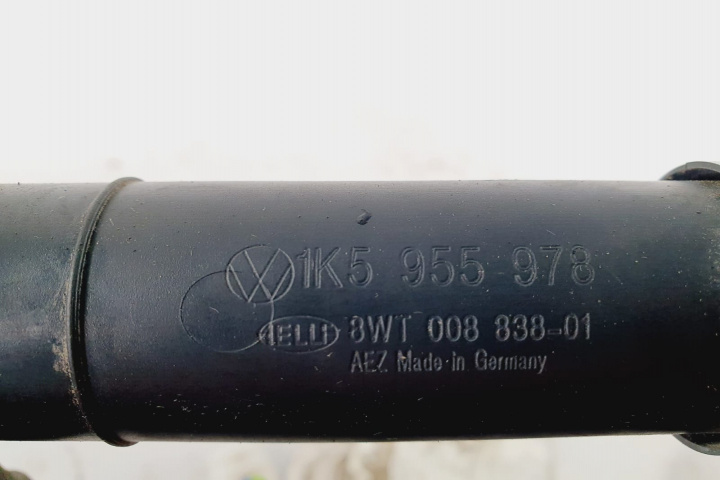 1K5 955 978
HELLA 8WT 008 838-01
AEZ Made in Germany